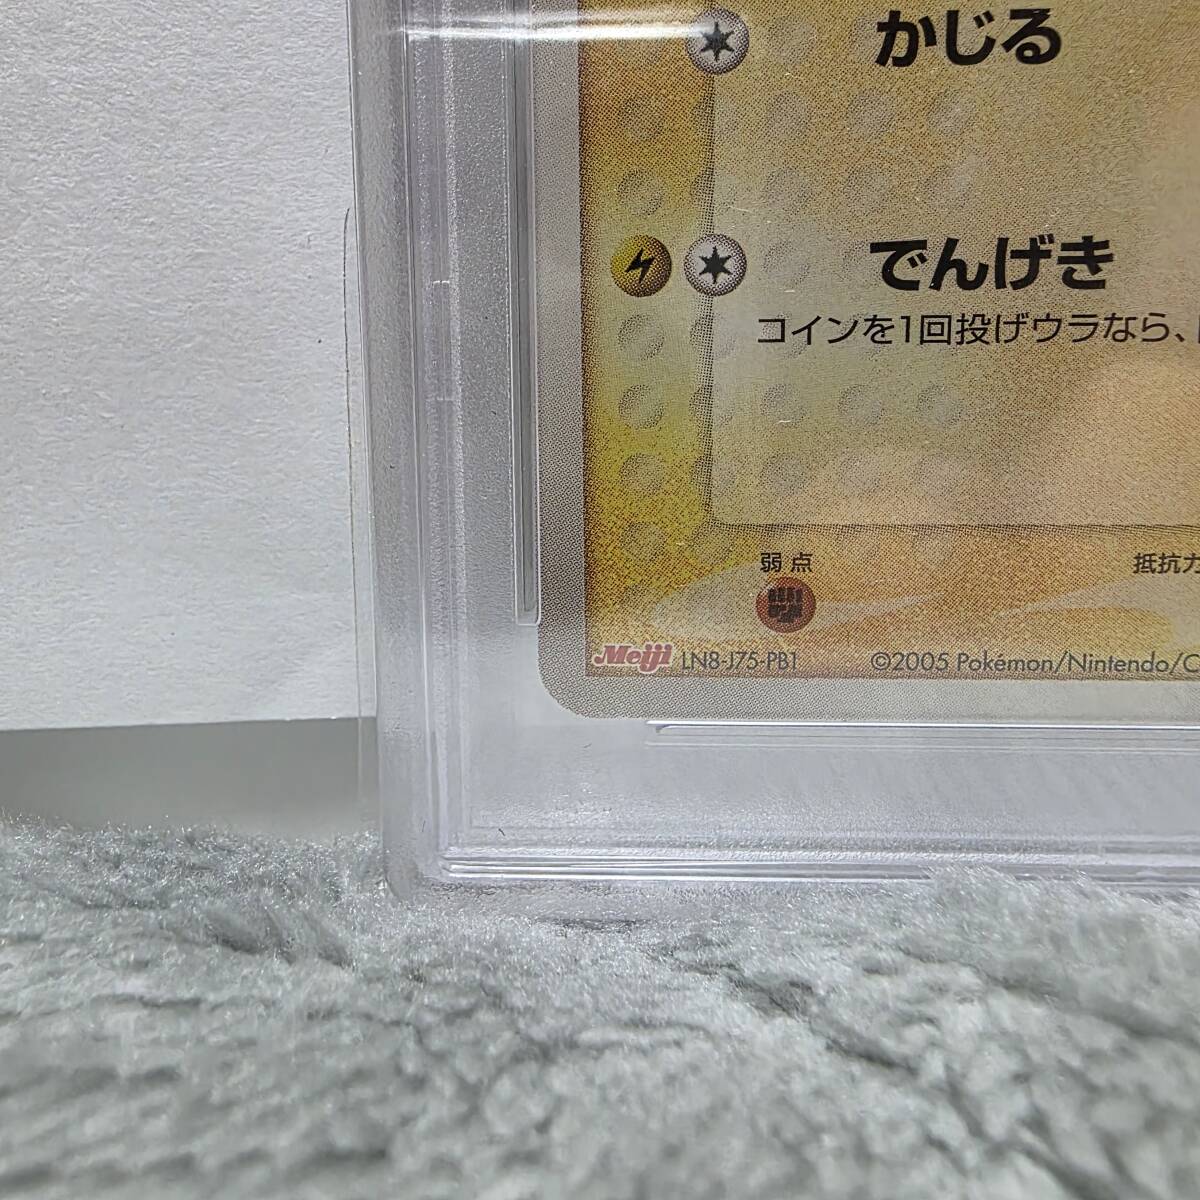 かじる
でんげき
コインを1回投げウラなら、
弱点
抵抗力
Meiji LN8-J75-PB1
©2005 Pokémon/Nintendo/C